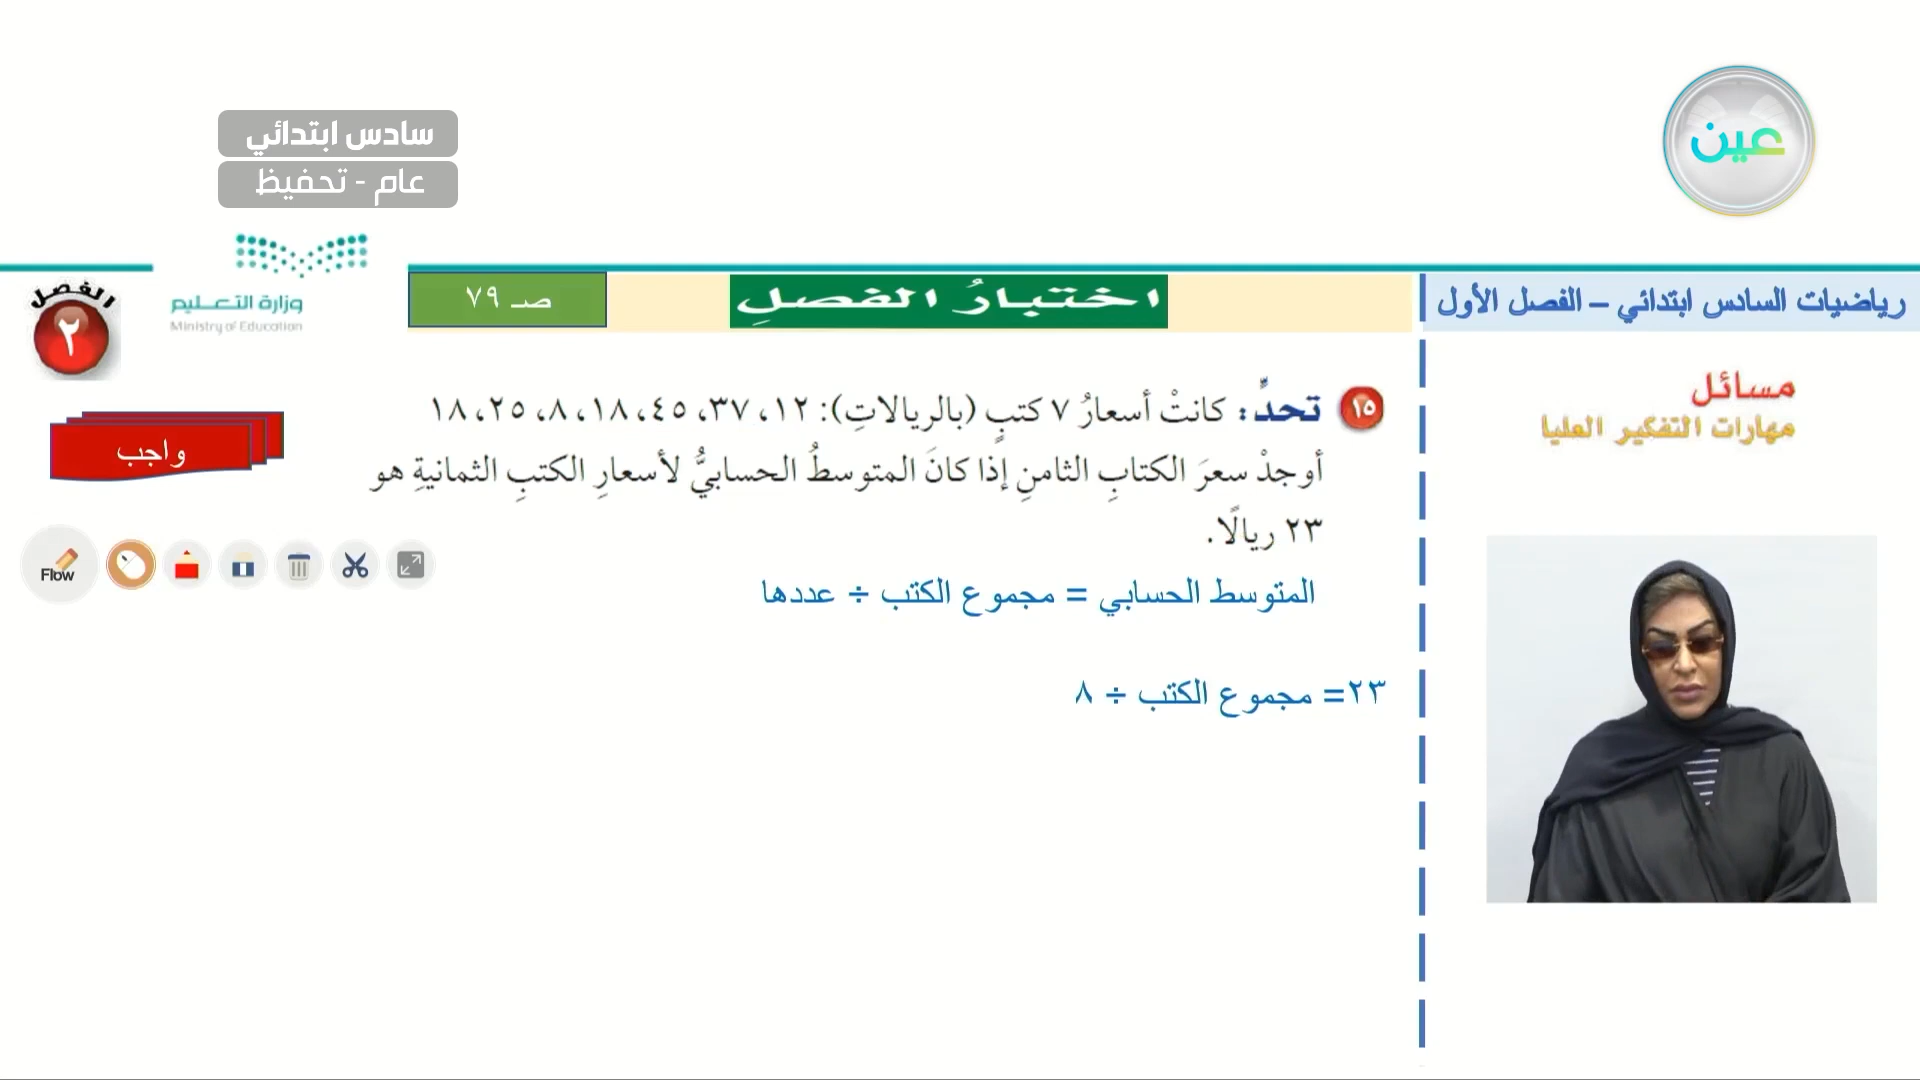 سادس ابتدائي
عام - تحفيظ
عين
رياضيات السادس ابتدائي – الفصل الأول
اختبارُ الفصلِ
صـ ٧٩
وزارة التعـــليم
Ministry of Education
الفصل
٢
مسائل
مهارات التفكير العليا
١٥ تحدٍّ: كانتْ أسعارُ ٧ كتبٍ (بالريالاتِ): ١٢، ٣٧، ٤٥، ١٨، ٨، ٢٥، ١٨
أوجدْ سعرَ الكتابِ الثامنِ إذا كانَ المتوسطُ الحسابيُّ لأسعارِ الكتبِ الثمانيةِ هو
٢٣ ريالًا.
واجب
Flow
المتوسط الحسابي = مجموع الكتب ÷ عددها
٢٣= مجموع الكتب ÷ ٨